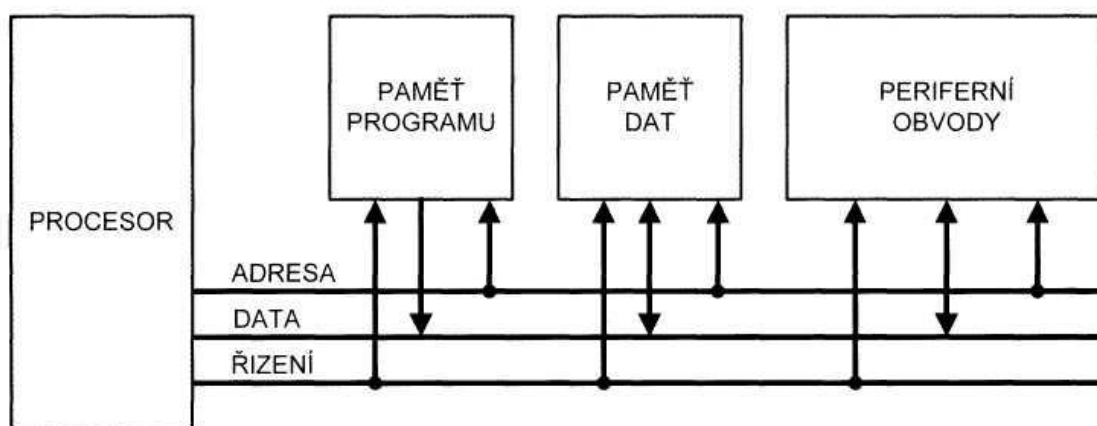 PAMĚŤ
PROGRAMU
PAMĚŤ
DAT
PERIFERNÍ
OBVODY
PROCESOR
ADRESA
DATA
ŘIZENÍ